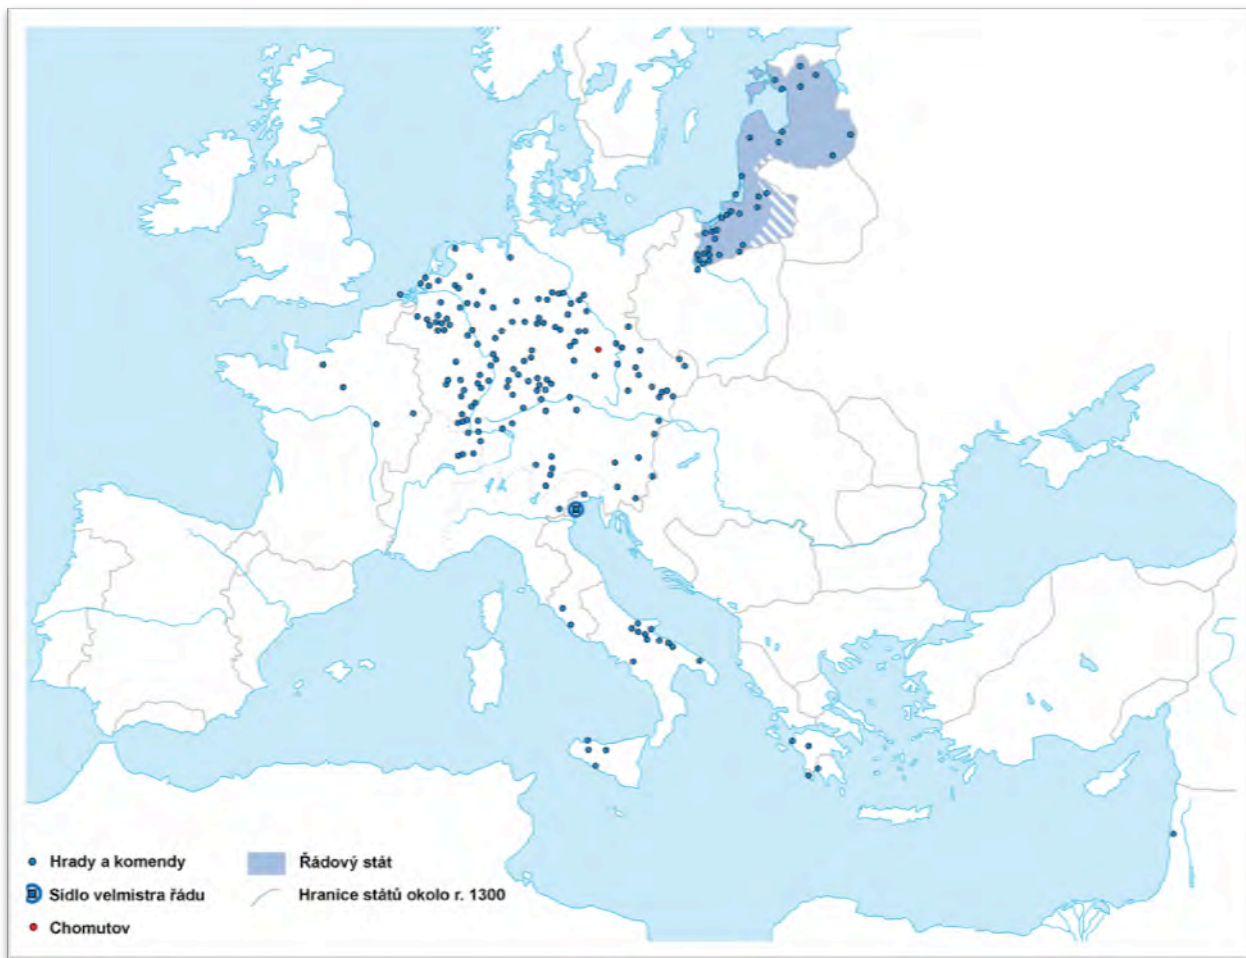 Hrady a komendy
Sídlo velmistra řádu
Chomutov
Řádový stát
Hranice států okolo r. 1300